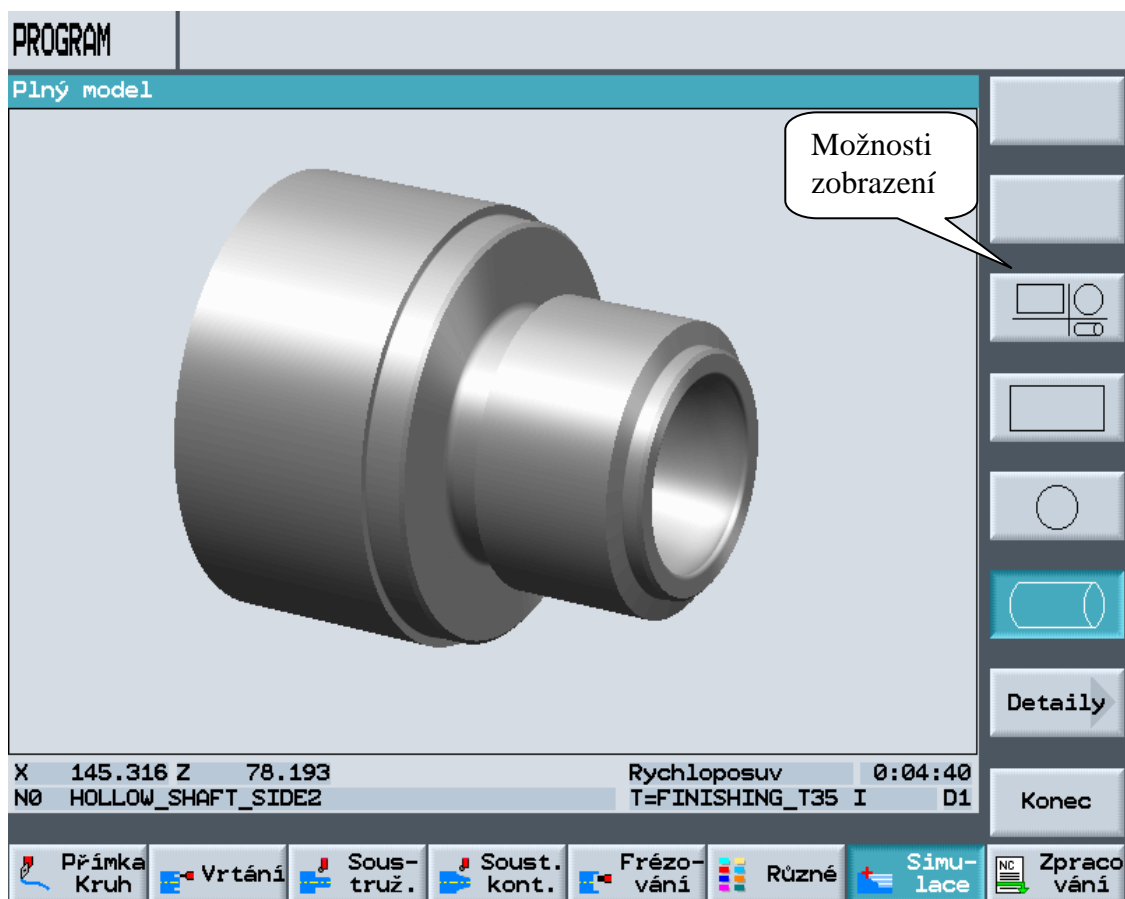 PROGRAM
Plný model
Možnosti
zobrazení
Detaily
X 145.316 Z 78.193 Rychloposuv 0:04:40
N0 HOLLOW_SHAFT_SIDE2 T=FINISHING_T35 I D1
Konec
Přímka
Kruh
Vrtání
Sous-
truž.
Soust.
kont.
Frézo-
vání
Různé
Simu-
lace
NC
Zpraco
vání